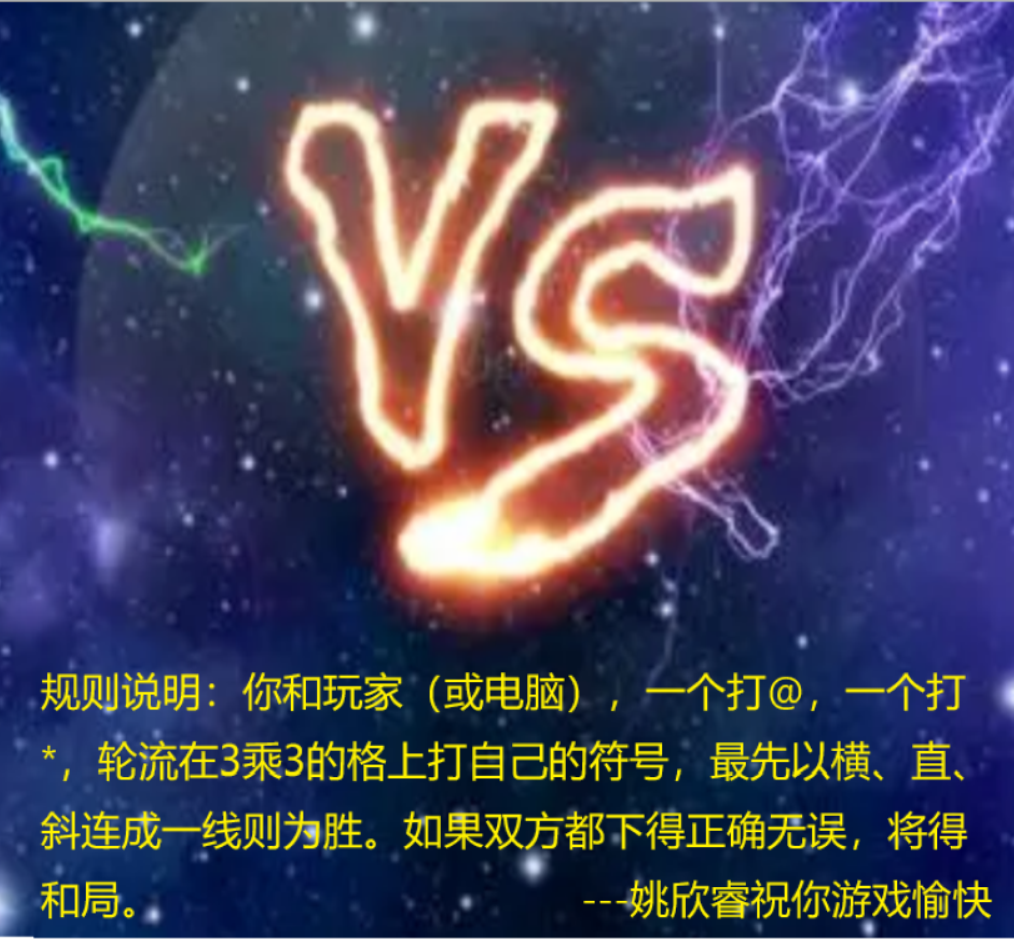 VS
规则说明：你和玩家（或电脑），一个打@，一个打
*，轮流在3乘3的格上打自己的符号，最先以横、直、
斜连成一线则为胜。如果双方都下得正确无误，将得
和局。 ---姚欣睿祝你游戏愉快